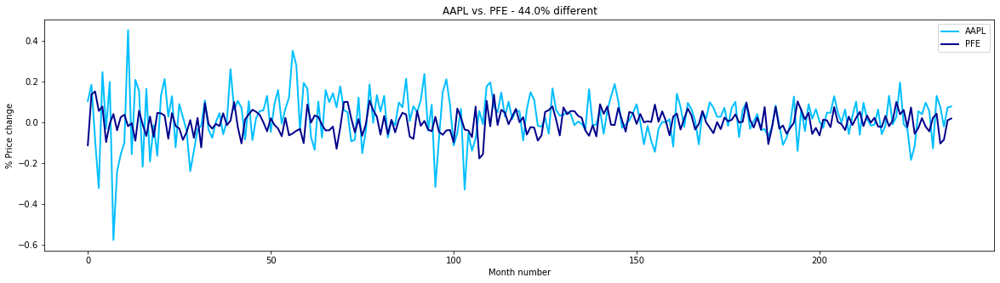 AAPL vs. PFE - 44.0% different
AAPL
PFE
% Price change
0.4
0.2
0.0
−0.2
−0.4
−0.6
0
50
100
150
200
Month number